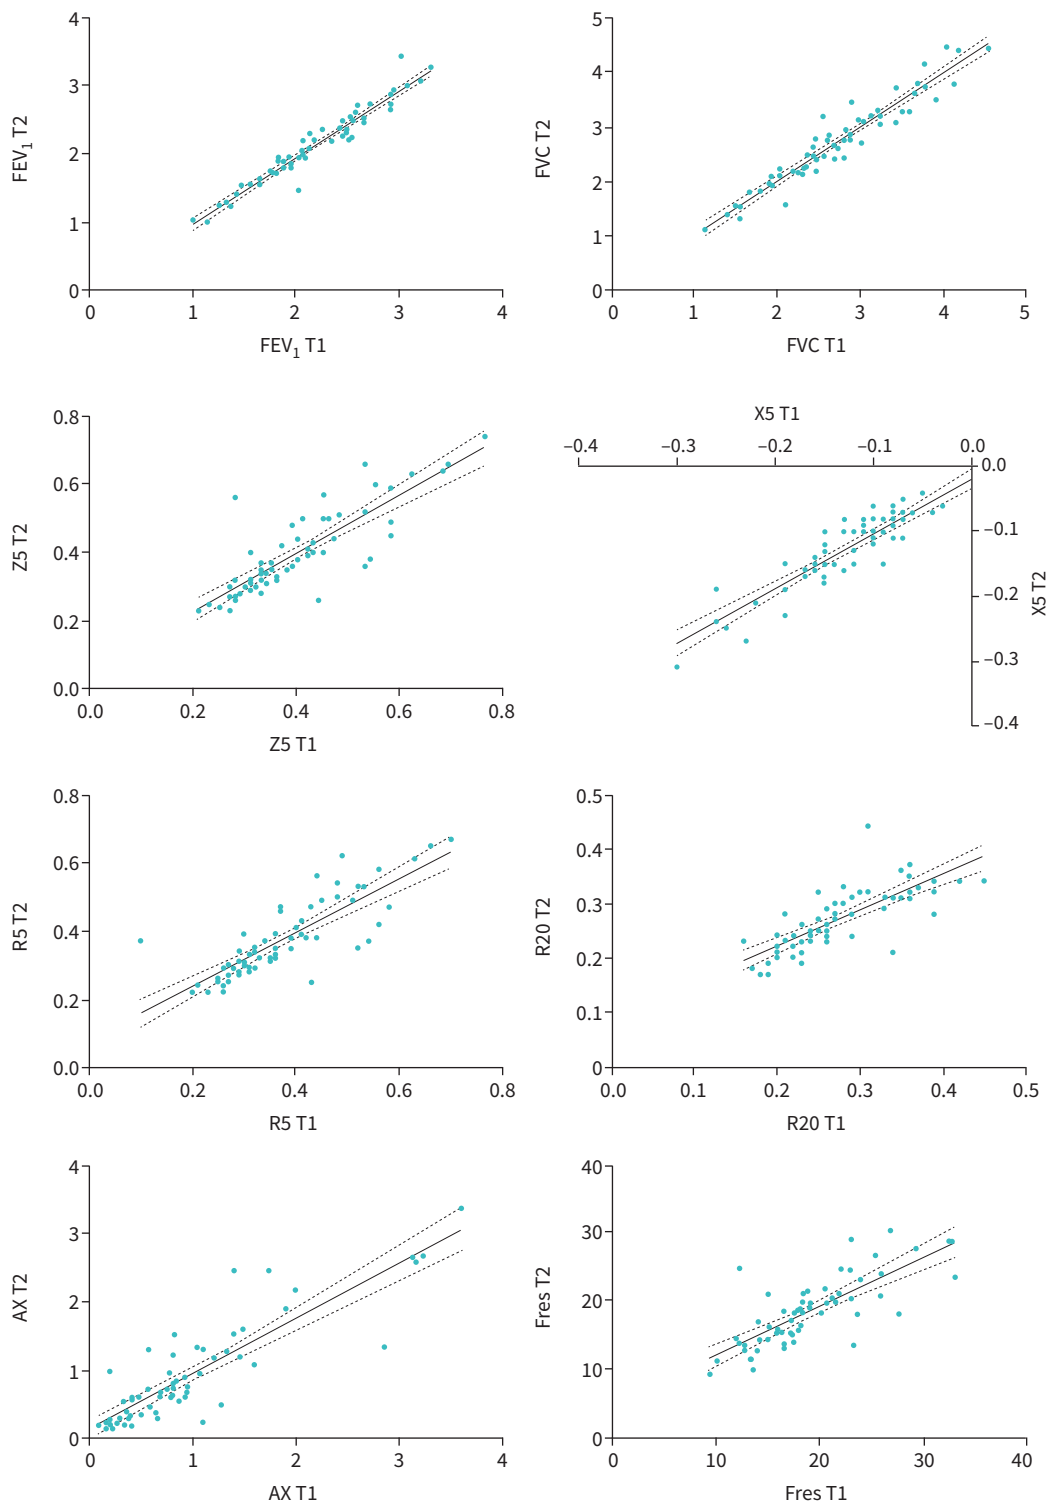 4
3
2
1
0
FEV1 T2
0 1 2 3 4
FEV1 T1
5
4
3
2
1
0
FVC T2
0 1 2 3 4 5
FVC T1
0.8
0.6
0.4
0.2
0.0
Z5 T2
0.0 0.2 0.4 0.6 0.8
Z5 T1
X5 T1
−0.4 −0.3 −0.2 −0.1 0.0
0.0
−0.1
−0.2
−0.3
−0.4
X5 T2
0.8
0.6
0.4
0.2
0.0
R5 T2
0.0 0.2 0.4 0.6 0.8
R5 T1
0.5
0.4
0.3
0.2
0.1
0
R20 T2
0.0 0.1 0.2 0.3 0.4 0.5
R20 T1
4
3
2
1
0
AX T2
0 1 2 3 4
AX T1
40
30
20
10
0
Fres T2
0 10 20 30 40
Fres T1